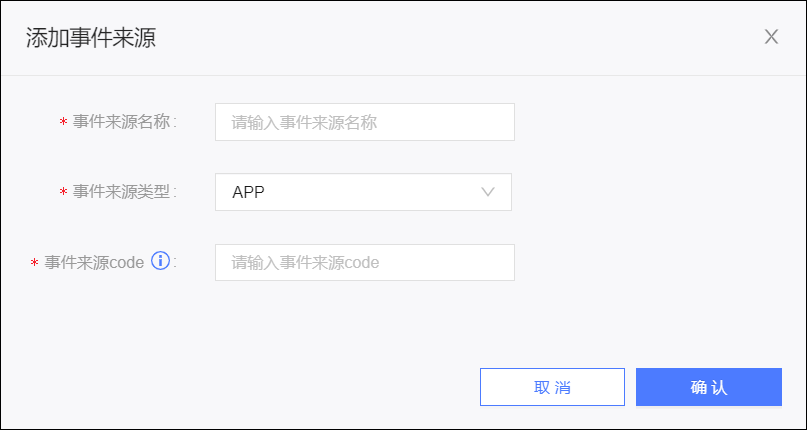 添加事件来源
* 事件来源名称:
请输入事件来源名称
* 事件来源类型:
APP
* 事件来源code :
请输入事件来源code
取 消
确 认